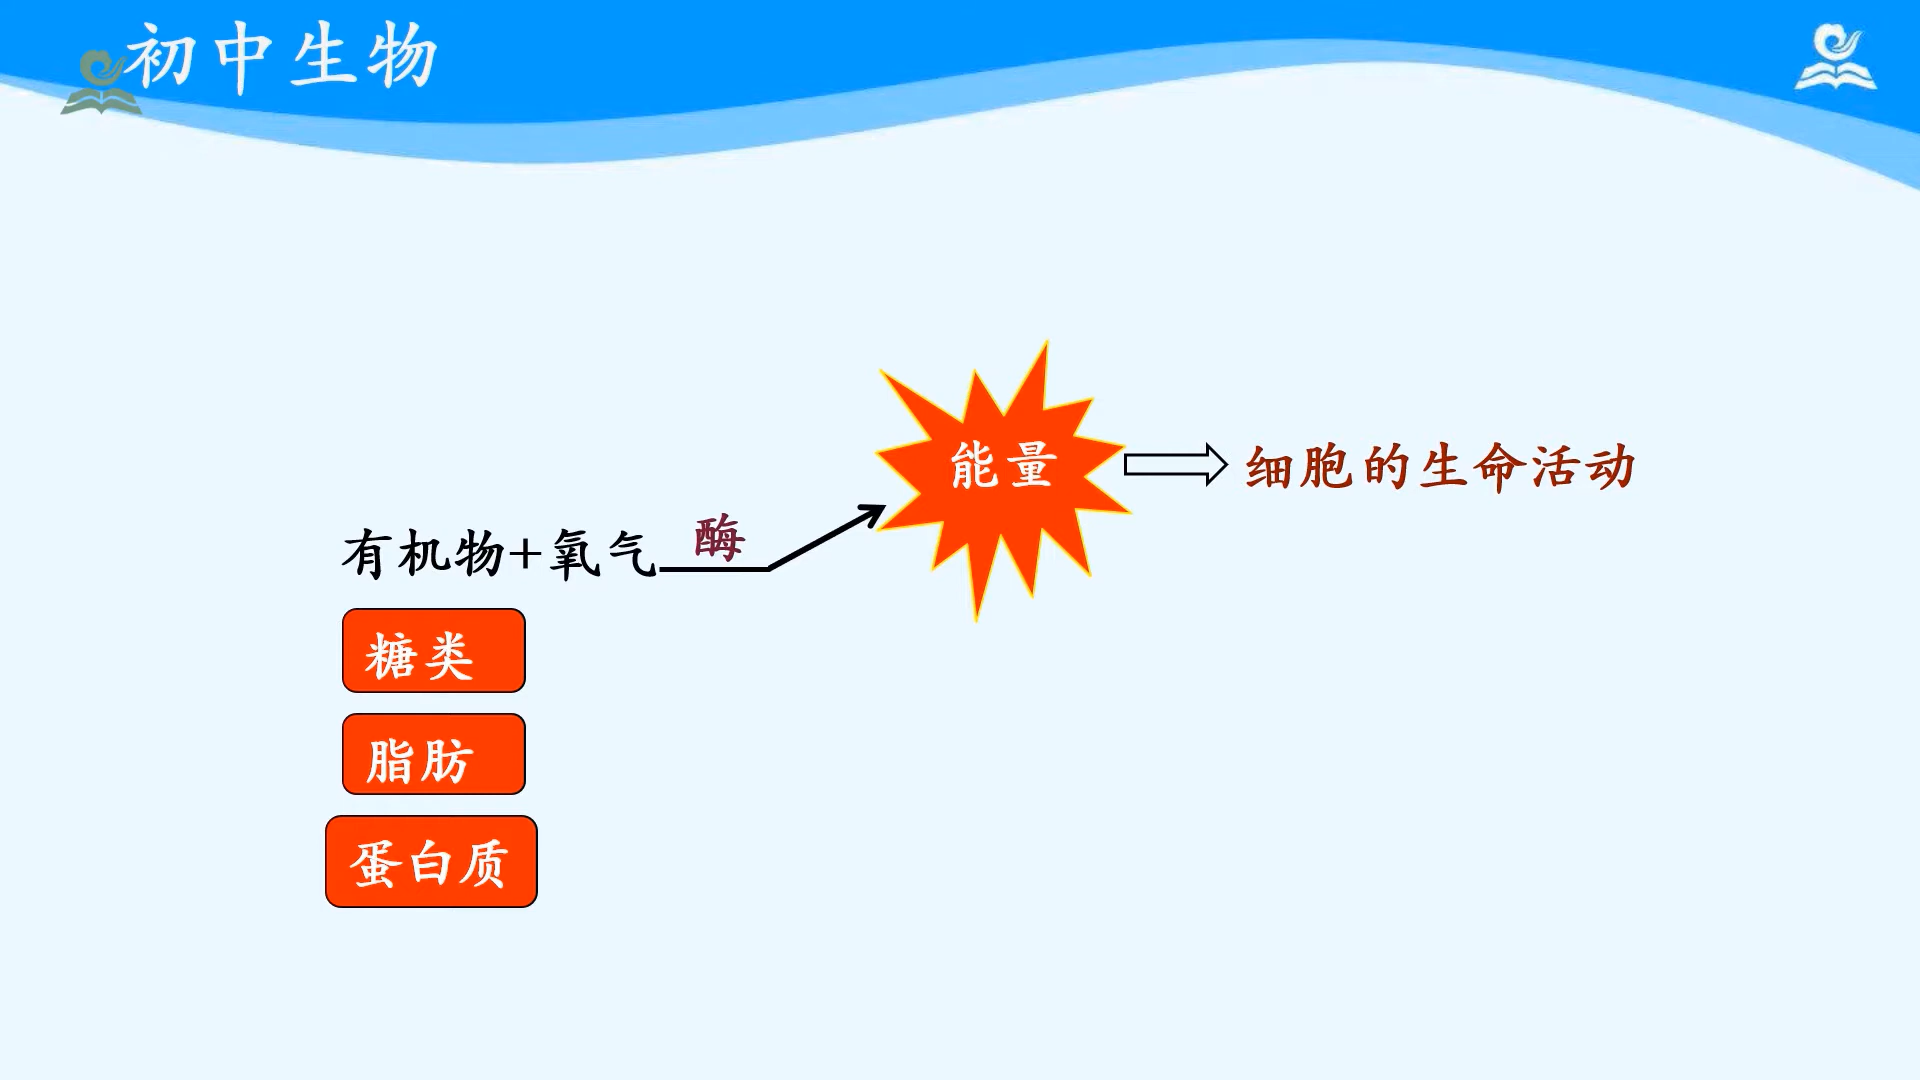 初中生物
能量
细胞的生命活动
有机物+氧气
酶
糖类
脂肪
蛋白质